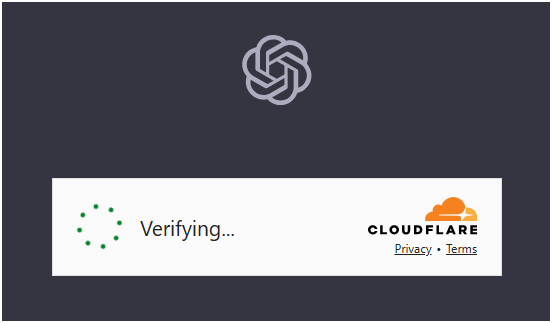 Verifying...
CLOUDFLARE
Privacy • Terms